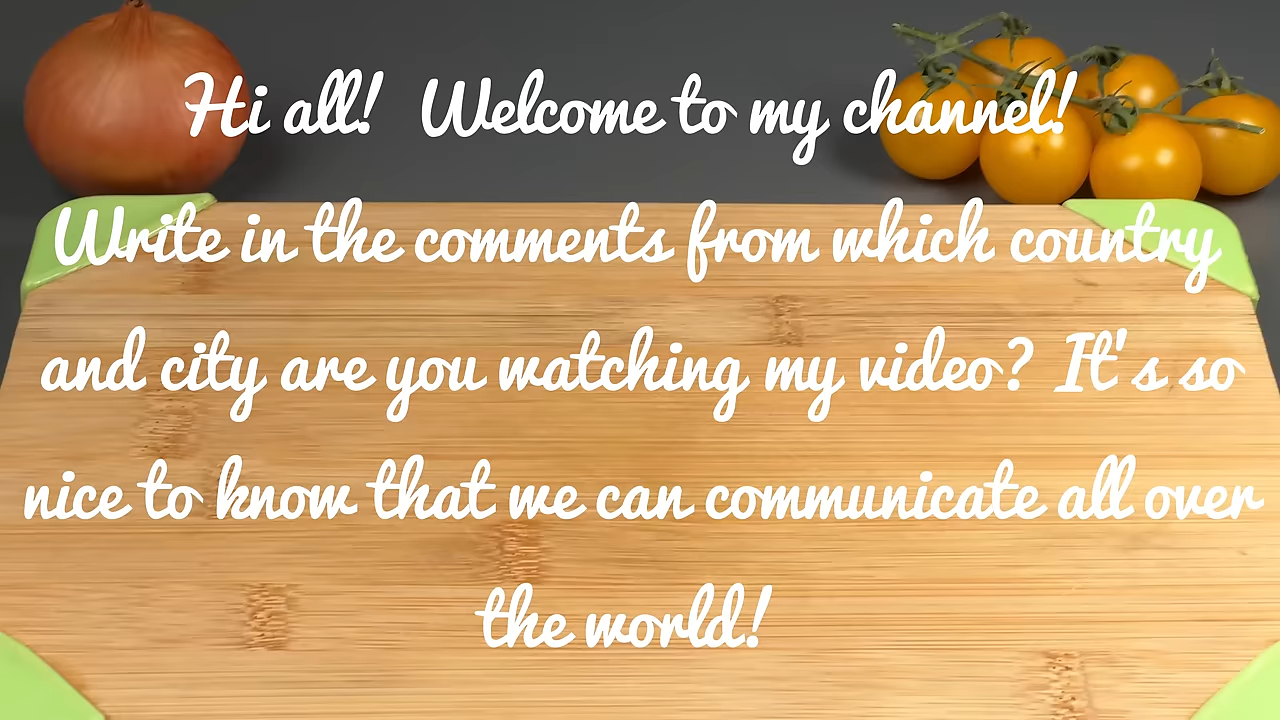 Hi all! Welcome to my channel!
Write in the comments from which country
and city are you watching my video? It's so
nice to know that we can communicate all over
the world!